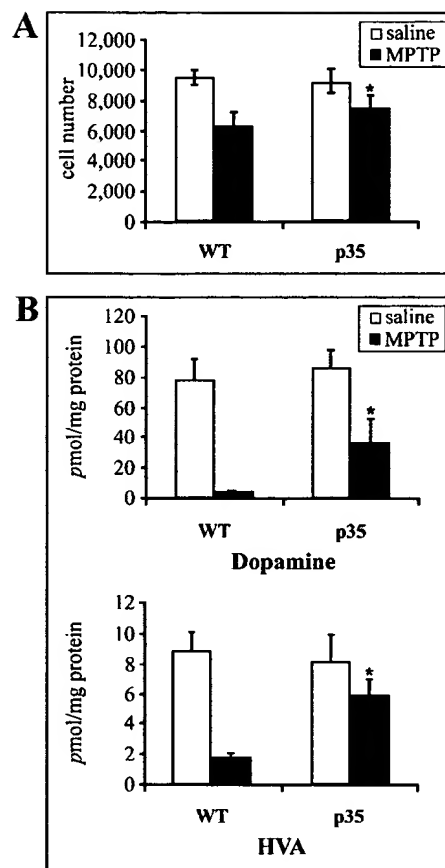 A
saline
MPTP
cell number
12,000
10,000
8,000
6,000
4,000
2,000
0
*
WT p35
B
saline
MPTP
pmol/mg protein
120
100
80
60
40
20
0
*
WT p35
Dopamine
pmol/mg protein
12
10
8
6
4
2
0
*
WT p35
HVA